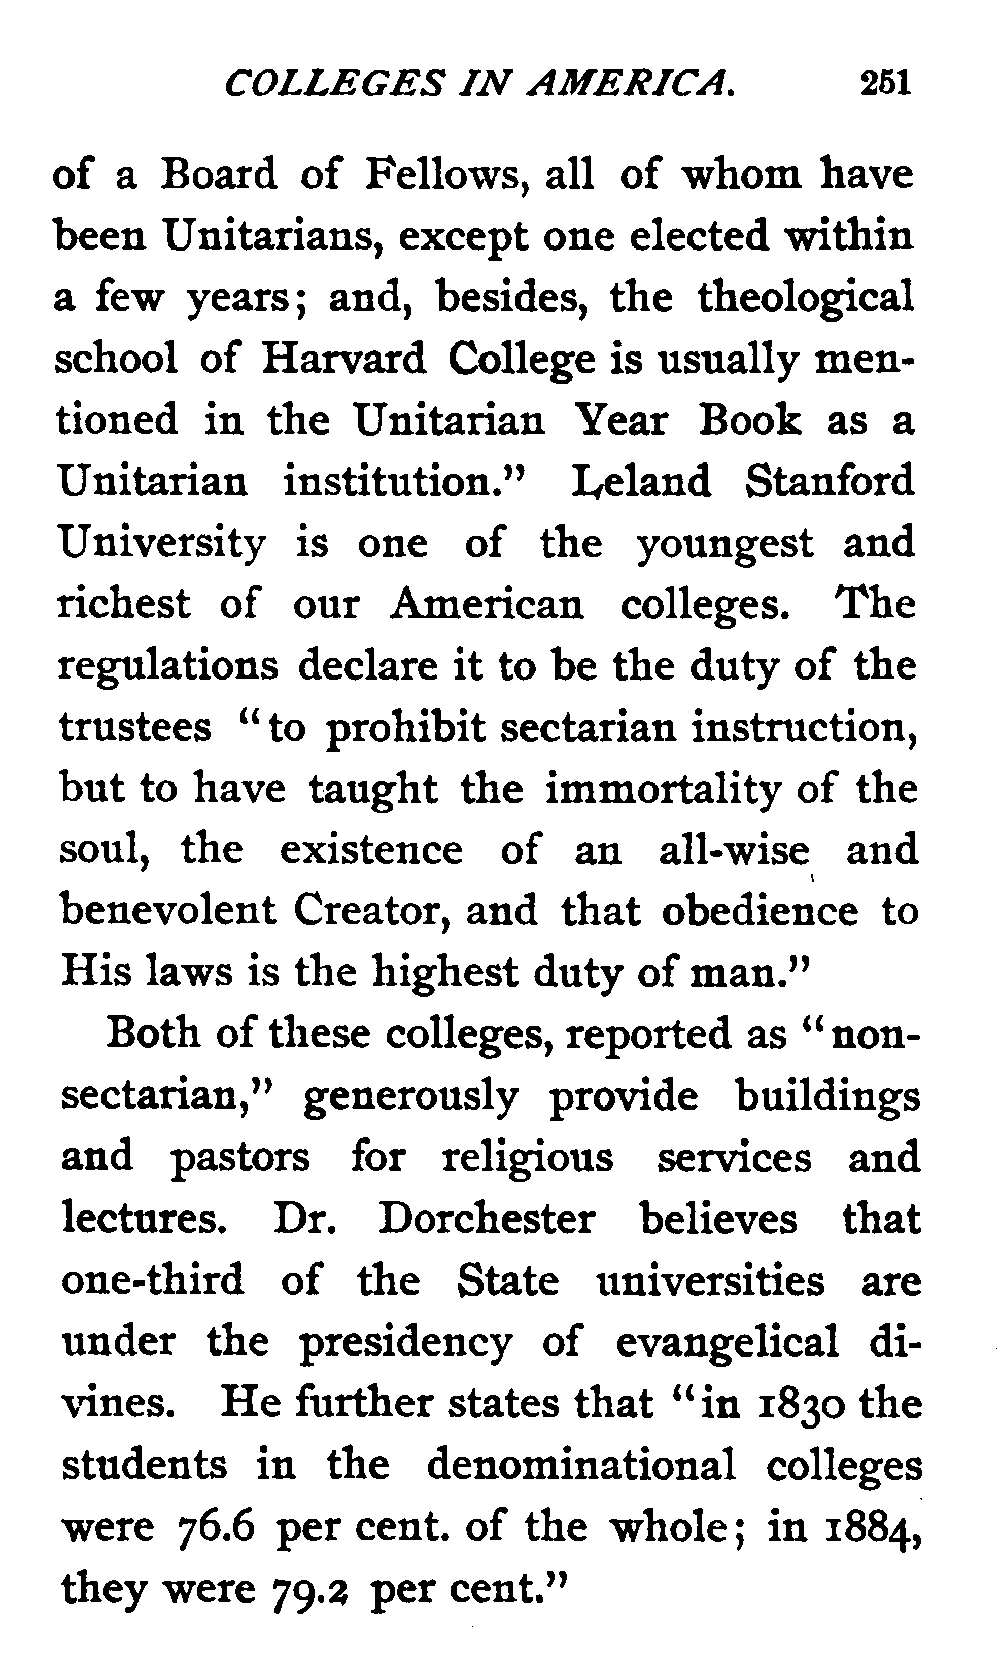 COLLEGES IN AMERICA. 251
of a Board of Fellows, all of whom have
been Unitarians, except one elected within
a few years; and, besides, the theological
school of Harvard College is usually men-
tioned in the Unitarian Year Book as a
Unitarian institution." Leland Stanford
University is one of the youngest and
richest of our American colleges. The
regulations declare it to be the duty of the
trustees "to prohibit sectarian instruction,
but to have taught the immortality of the
soul, the existence of an all-wise and
benevolent Creator, and that obedience to
His laws is the highest duty of man."
Both of these colleges, reported as "non-
sectarian," generously provide buildings
and pastors for religious services and
lectures. Dr. Dorchester believes that
one-third of the State universities are
under the presidency of evangelical di-
vines. He further states that "in 1830 the
students in the denominational colleges
were 76.6 per cent. of the whole; in 1884,
they were 79.2 per cent."